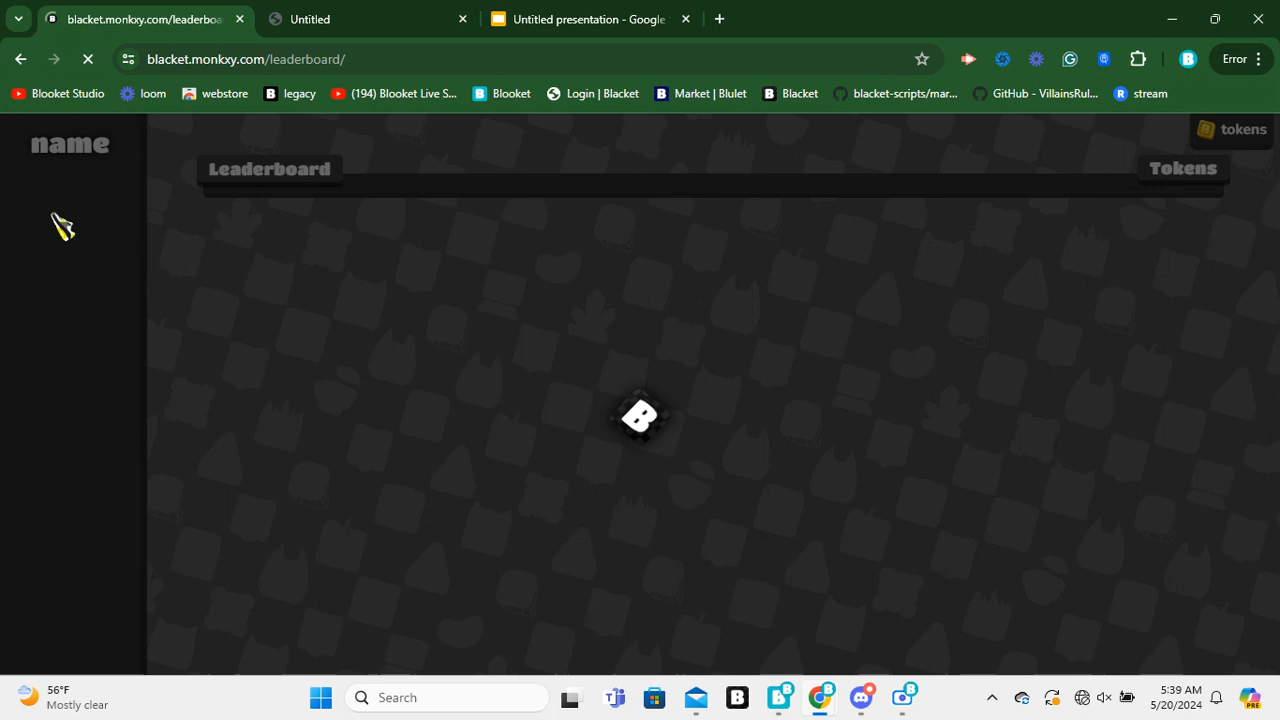 blacket.monkxy.com/leaderboa
Untitled
Untitled presentation - Google
blacket.monkxy.com/leaderboard/
Error
Blooket Studio
loom
webstore
legacy
(194) Blooket Live S...
Blooket
Login | Blacket
Market | Blulet
Blacket
blacket-scripts/mar...
GitHub - VillainsRul...
stream
name
tokens
Leaderboard
Tokens
B
56°F
Mostly clear
Search
5:39 AM
5/20/2024
PRE